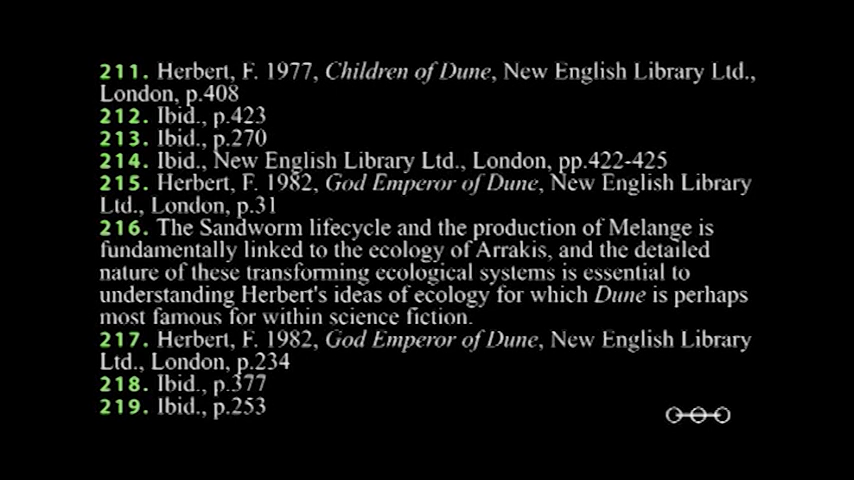 211. Herbert, F. 1977, Children of Dune, New English Library Ltd.,
London, p.408
212. Ibid., p.423
213. Ibid., p.270
214. Ibid., New English Library Ltd., London, pp.422-425
215. Herbert, F. 1982, God Emperor of Dune, New English Library
Ltd., London, p.31
216. The Sandworm lifecycle and the production of Melange is
fundamentally linked to the ecology of Arrakis, and the detailed
nature of these transforming ecological systems is essential to
understanding Herbert's ideas of ecology for which Dune is perhaps
most famous for within science fiction.
217. Herbert, F. 1982, God Emperor of Dune, New English Library
Ltd., London, p.234
218. Ibid., p.377
219. Ibid., p.253